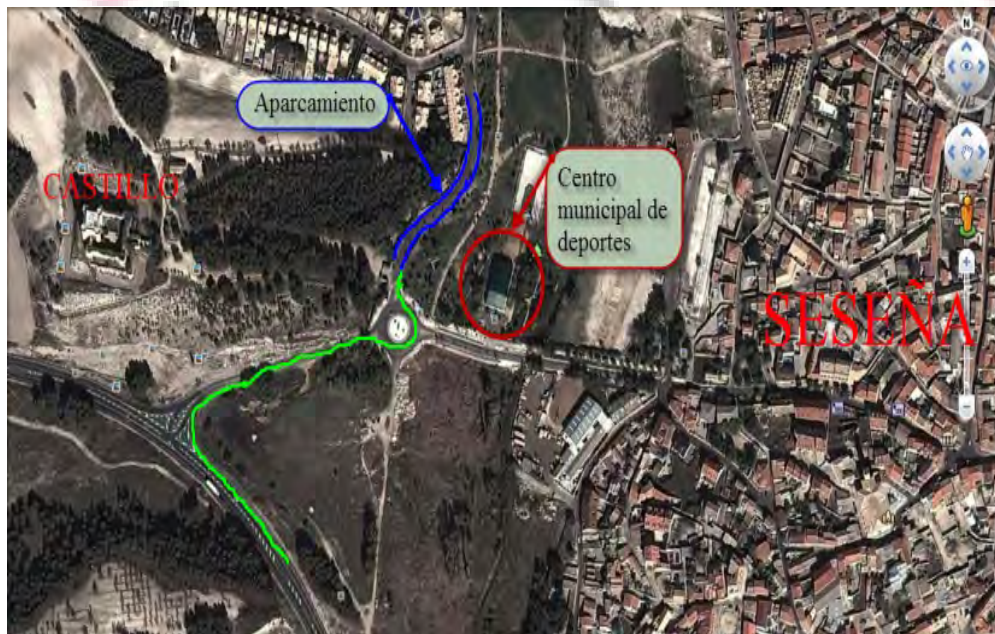 N
Aparcamiento
CASTILLO
Centro
municipal de
deportes
SESEÑA